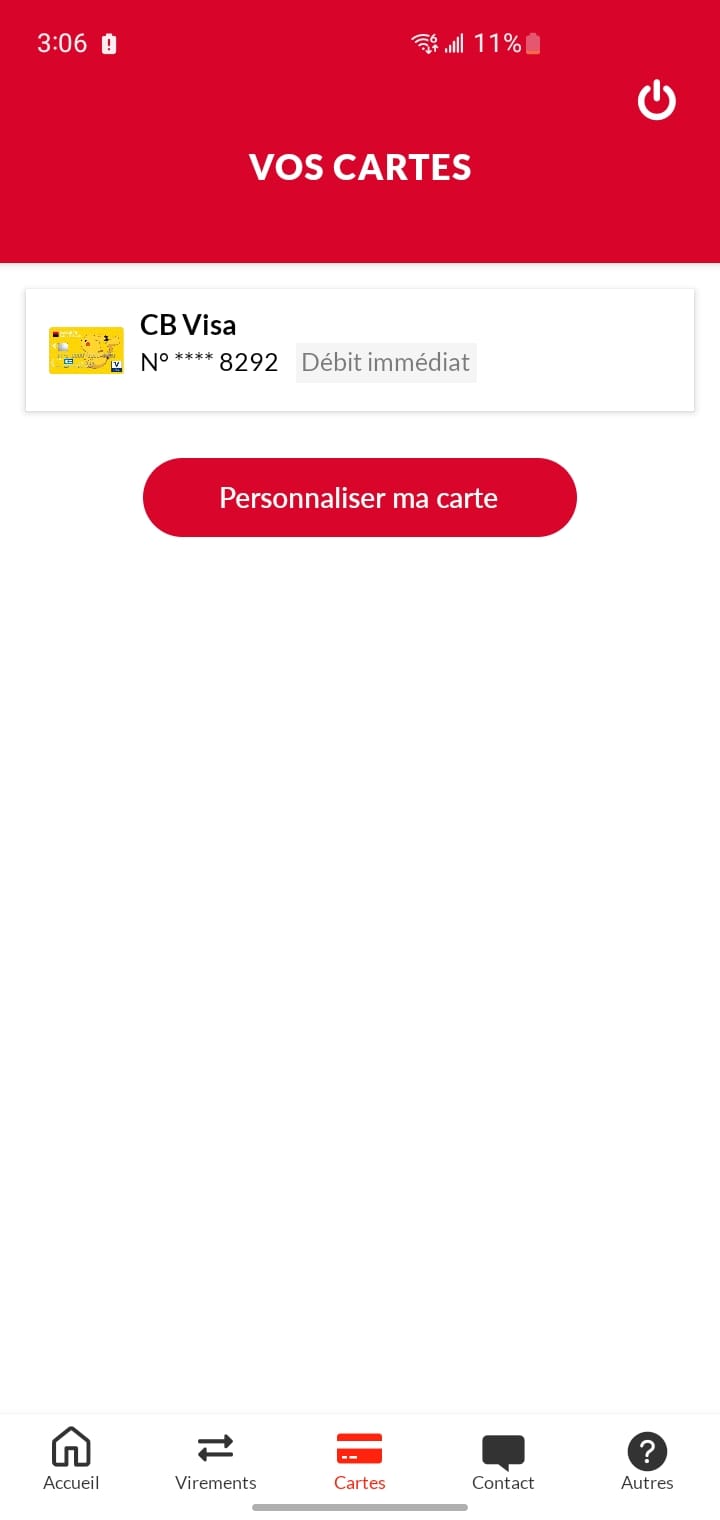 3:06
11%
VOS CARTES
CB Visa
N° **** 8292 Débit immédiat
Personnaliser ma carte
Accueil Virements Cartes Contact Autres